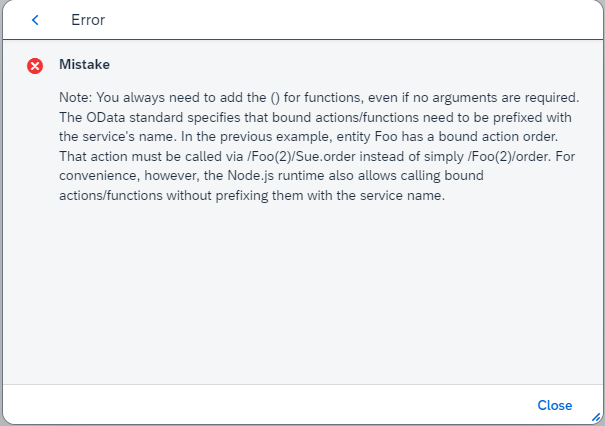 Error
Mistake
Note: You always need to add the () for functions, even if no arguments are required.
The OData standard specifies that bound actions/functions need to be prefixed with
the service's name. In the previous example, entity Foo has a bound action order.
That action must be called via /Foo(2)/Sue.order instead of simply /Foo(2)/order. For
convenience, however, the Node.js runtime also allows calling bound
actions/functions without prefixing them with the service name.
Close